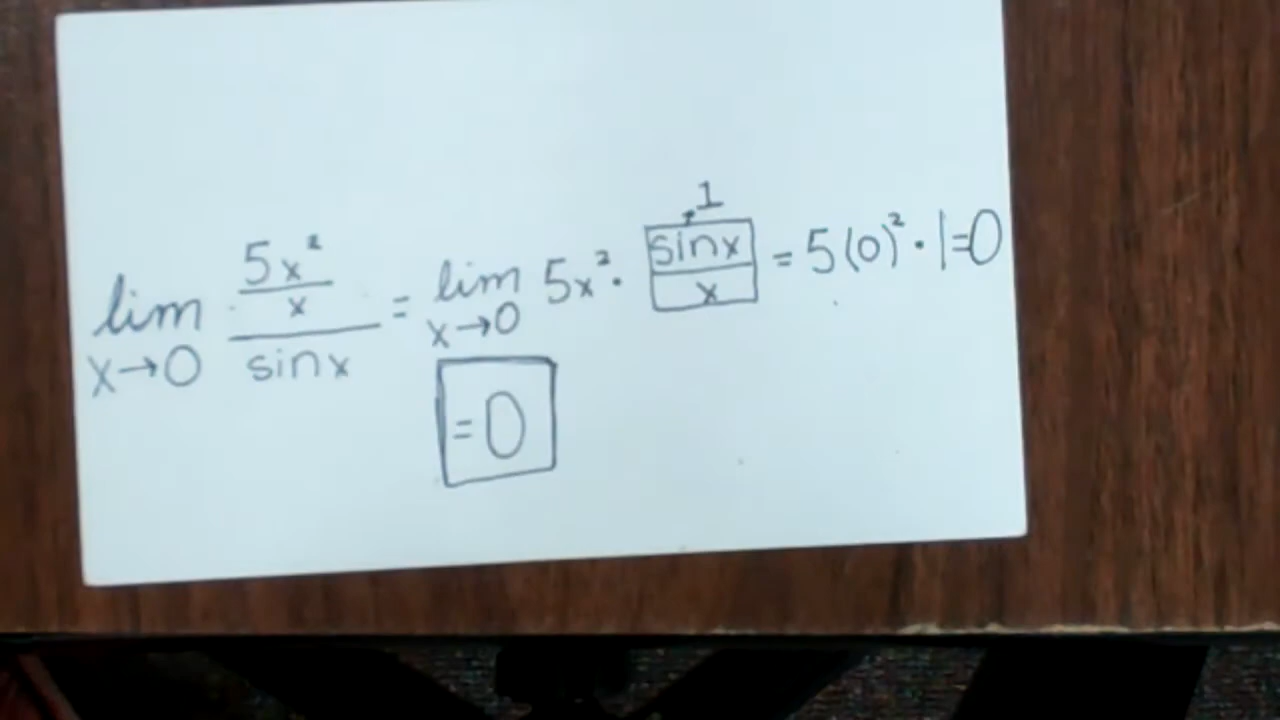 lim x→0 (5x²/x)/(sinx) = lim x→0 5x² · (sinx/x) ↗1 = 5(0)² · 1 = 0
= 0